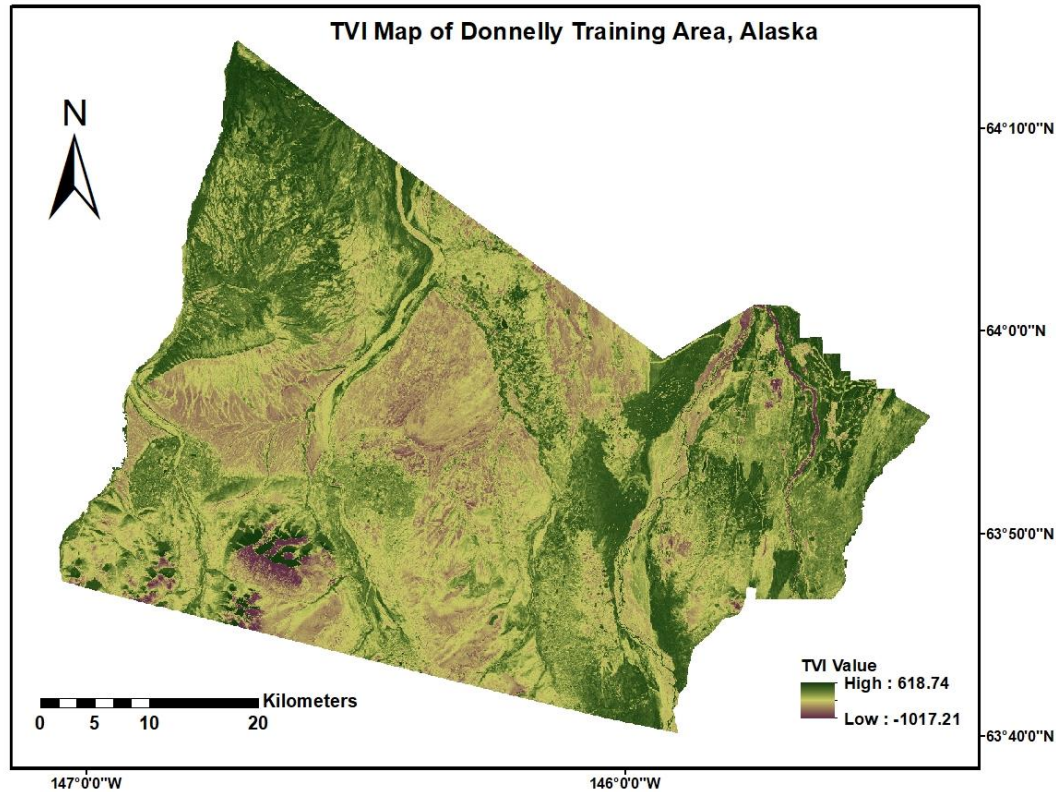 TVI Map of Donnelly Training Area, Alaska
N
64°10'0"N
64°0'0"N
63°50'0"N
TVI Value
High : 618.74
Low : -1017.21
Kilometers
0 5 10 20
63°40'0"N
147°0'0"W 146°0'0"W